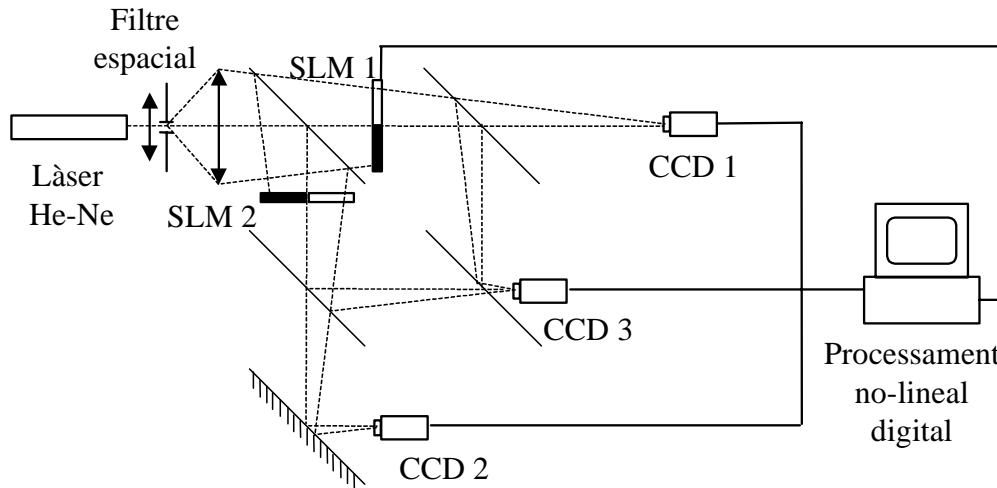 Filtre
espacial
SLM 1
CCD 1
Làser
He-Ne
SLM 2
CCD 3
Processament
no-lineal
digital
CCD 2